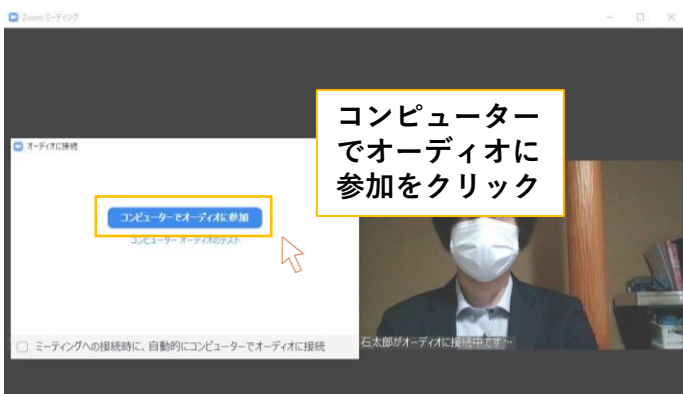 Zoom ミーティング
コンピューター
でオーディオに
参加をクリック
オーディオに接続
コンピューターでオーディオに参加
コンピューター オーディオのテスト
ミーティングへの接続時に、自動的にコンピューターでオーディオに接続
石太郎がオーディオに接続中です…